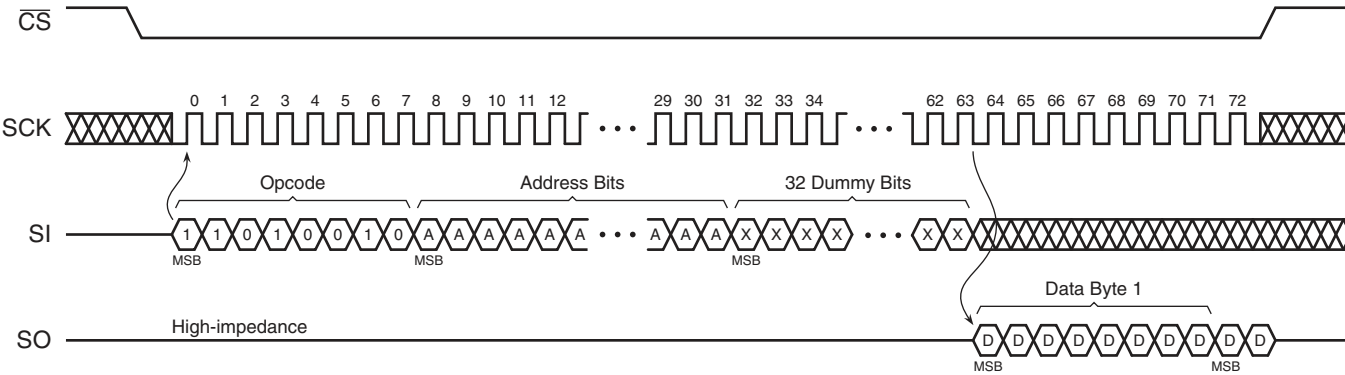 CS
0 1 2 3 4 5 6 7 8 9 10 11 12 29 30 31 32 33 34 62 63 64 65 66 67 68 69 70 71 72
SCK
Opcode Address Bits 32 Dummy Bits
SI 1 1 0 1 0 0 1 0 A A A A A A A A A X X X X X X
MSB MSB MSB
Data Byte 1
High-impedance
SO D D D D D D D D D D
MSB MSB